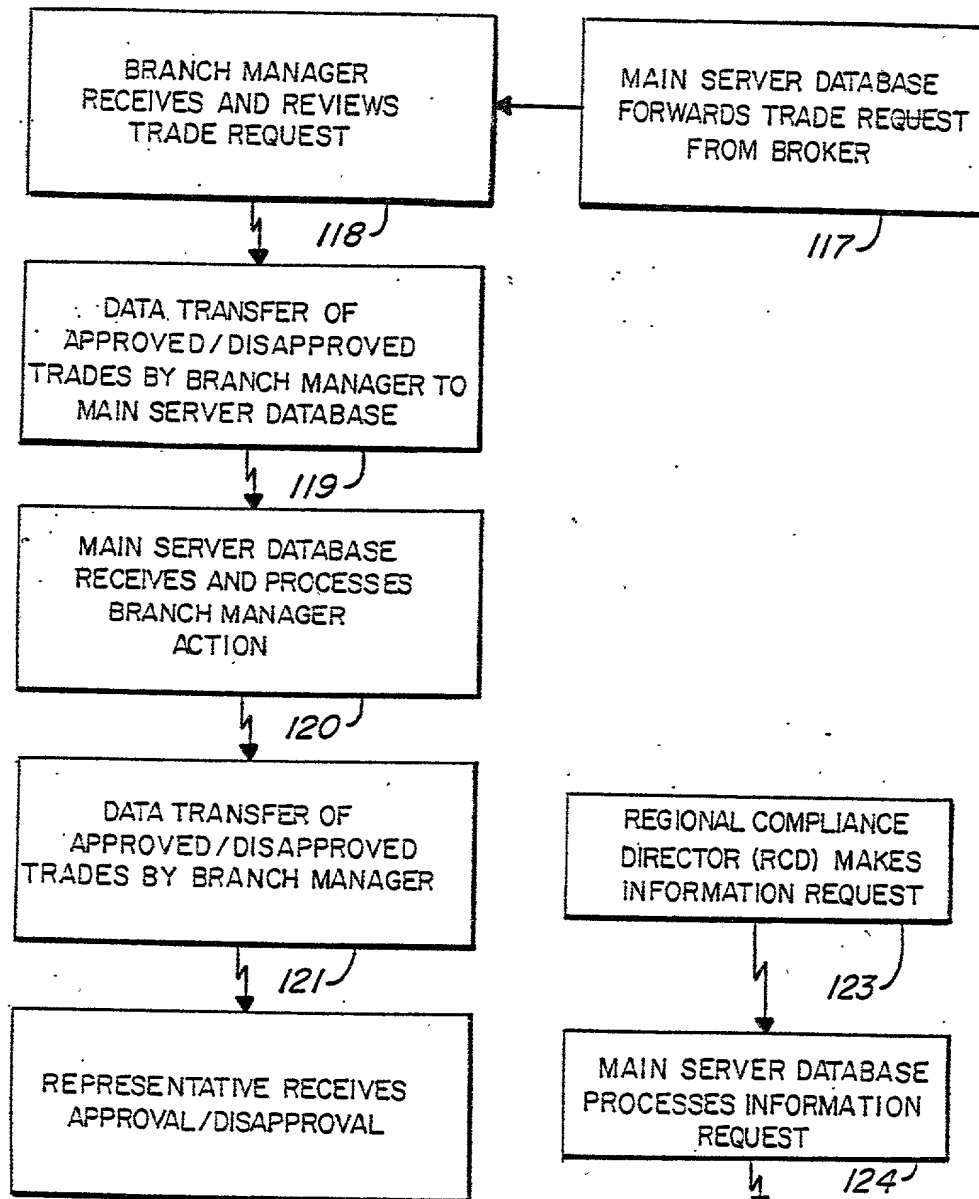 BRANCH MANAGER
RECEIVES AND REVIEWS
TRADE REQUEST
118
MAIN SERVER DATABASE
FORWARDS TRADE REQUEST
FROM BROKER
117
DATA TRANSFER OF
APPROVED/DISAPPROVED
TRADES BY BRANCH MANAGER TO
MAIN SERVER DATABASE
119
MAIN SERVER DATABASE
RECEIVES AND PROCESSES
BRANCH MANAGER
ACTION
120
DATA TRANSFER OF
APPROVED/DISAPPROVED
TRADES BY BRANCH MANAGER
121
REPRESENTATIVE RECEIVES
APPROVAL/DISAPPROVAL
REGIONAL COMPLIANCE
DIRECTOR (RCD) MAKES
INFORMATION REQUEST
123
MAIN SERVER DATABASE
PROCESSES INFORMATION
REQUEST
124